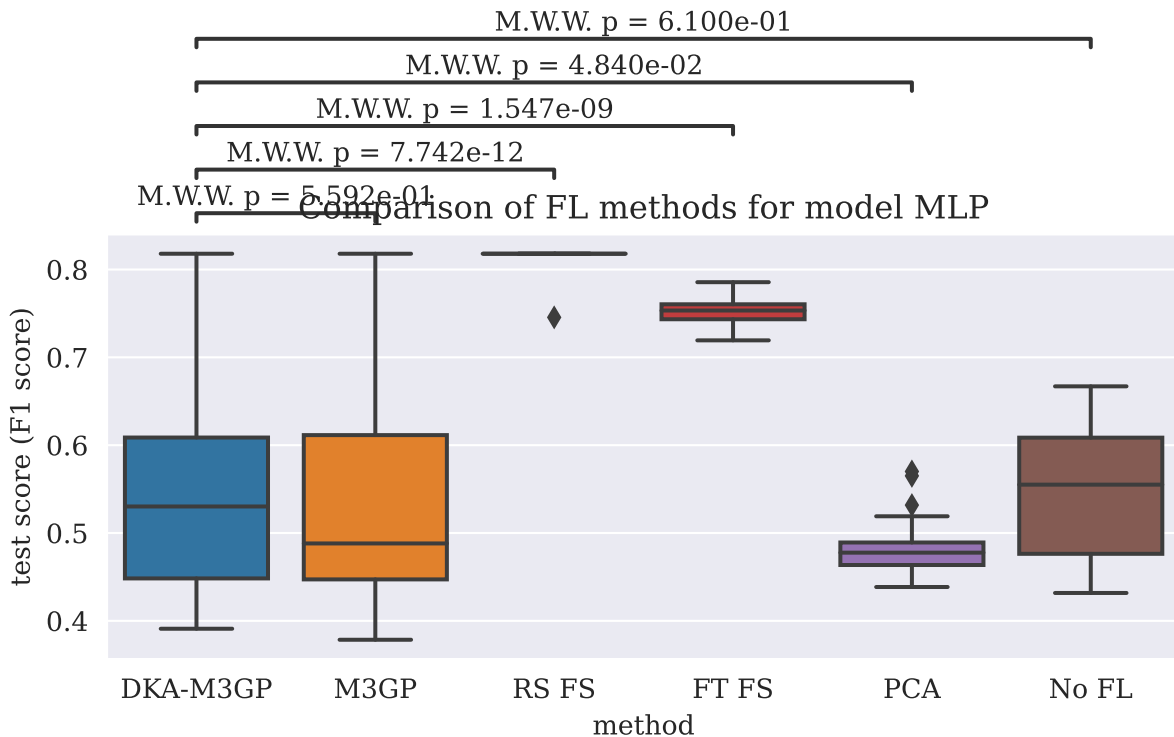 M.W.W. p = 6.100e-01
M.W.W. p = 4.840e-02
M.W.W. p = 1.547e-09
M.W.W. p = 7.742e-12
M.W.W. p = 5.592e-01
Comparison of FL methods for model MLP
test score (F1 score)
0.8
0.7
0.6
0.5
0.4
DKA-M3GP M3GP RS FS FT FS PCA No FL
method